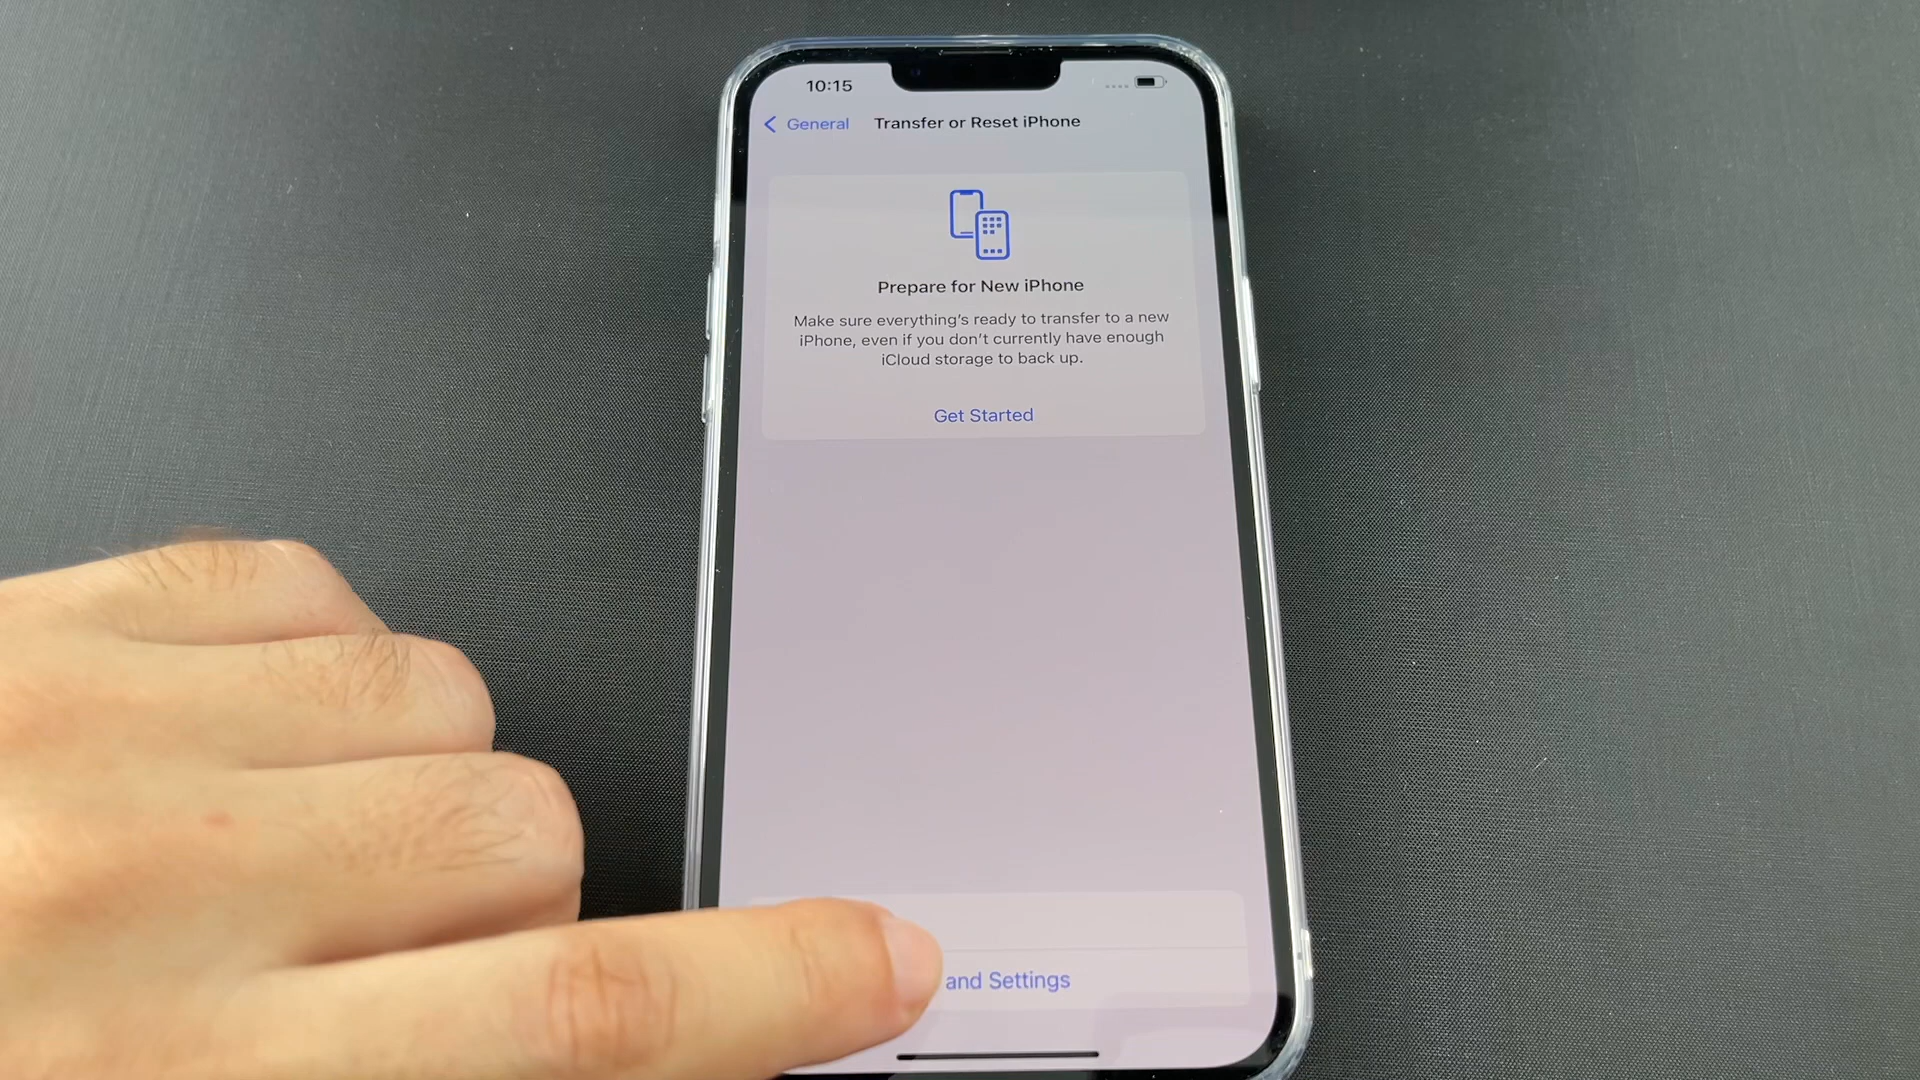 10:15
General Transfer or Reset iPhone
Prepare for New iPhone
Make sure everything's ready to transfer to a new
iPhone, even if you don't currently have enough
iCloud storage to back up.
Get Started
and Settings